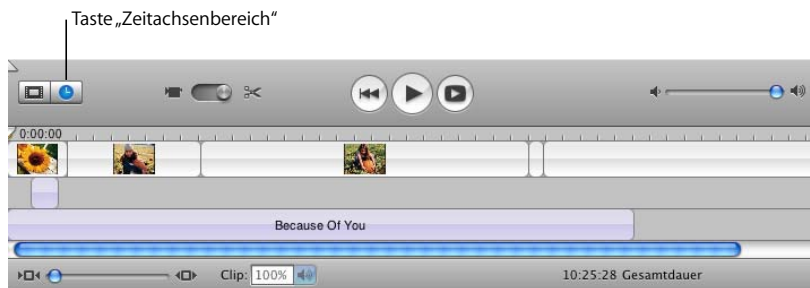 Taste „Zeitachsenbereich“
0:00:00
Because Of You
Clip: 100%
10:25:28 Gesamtdauer